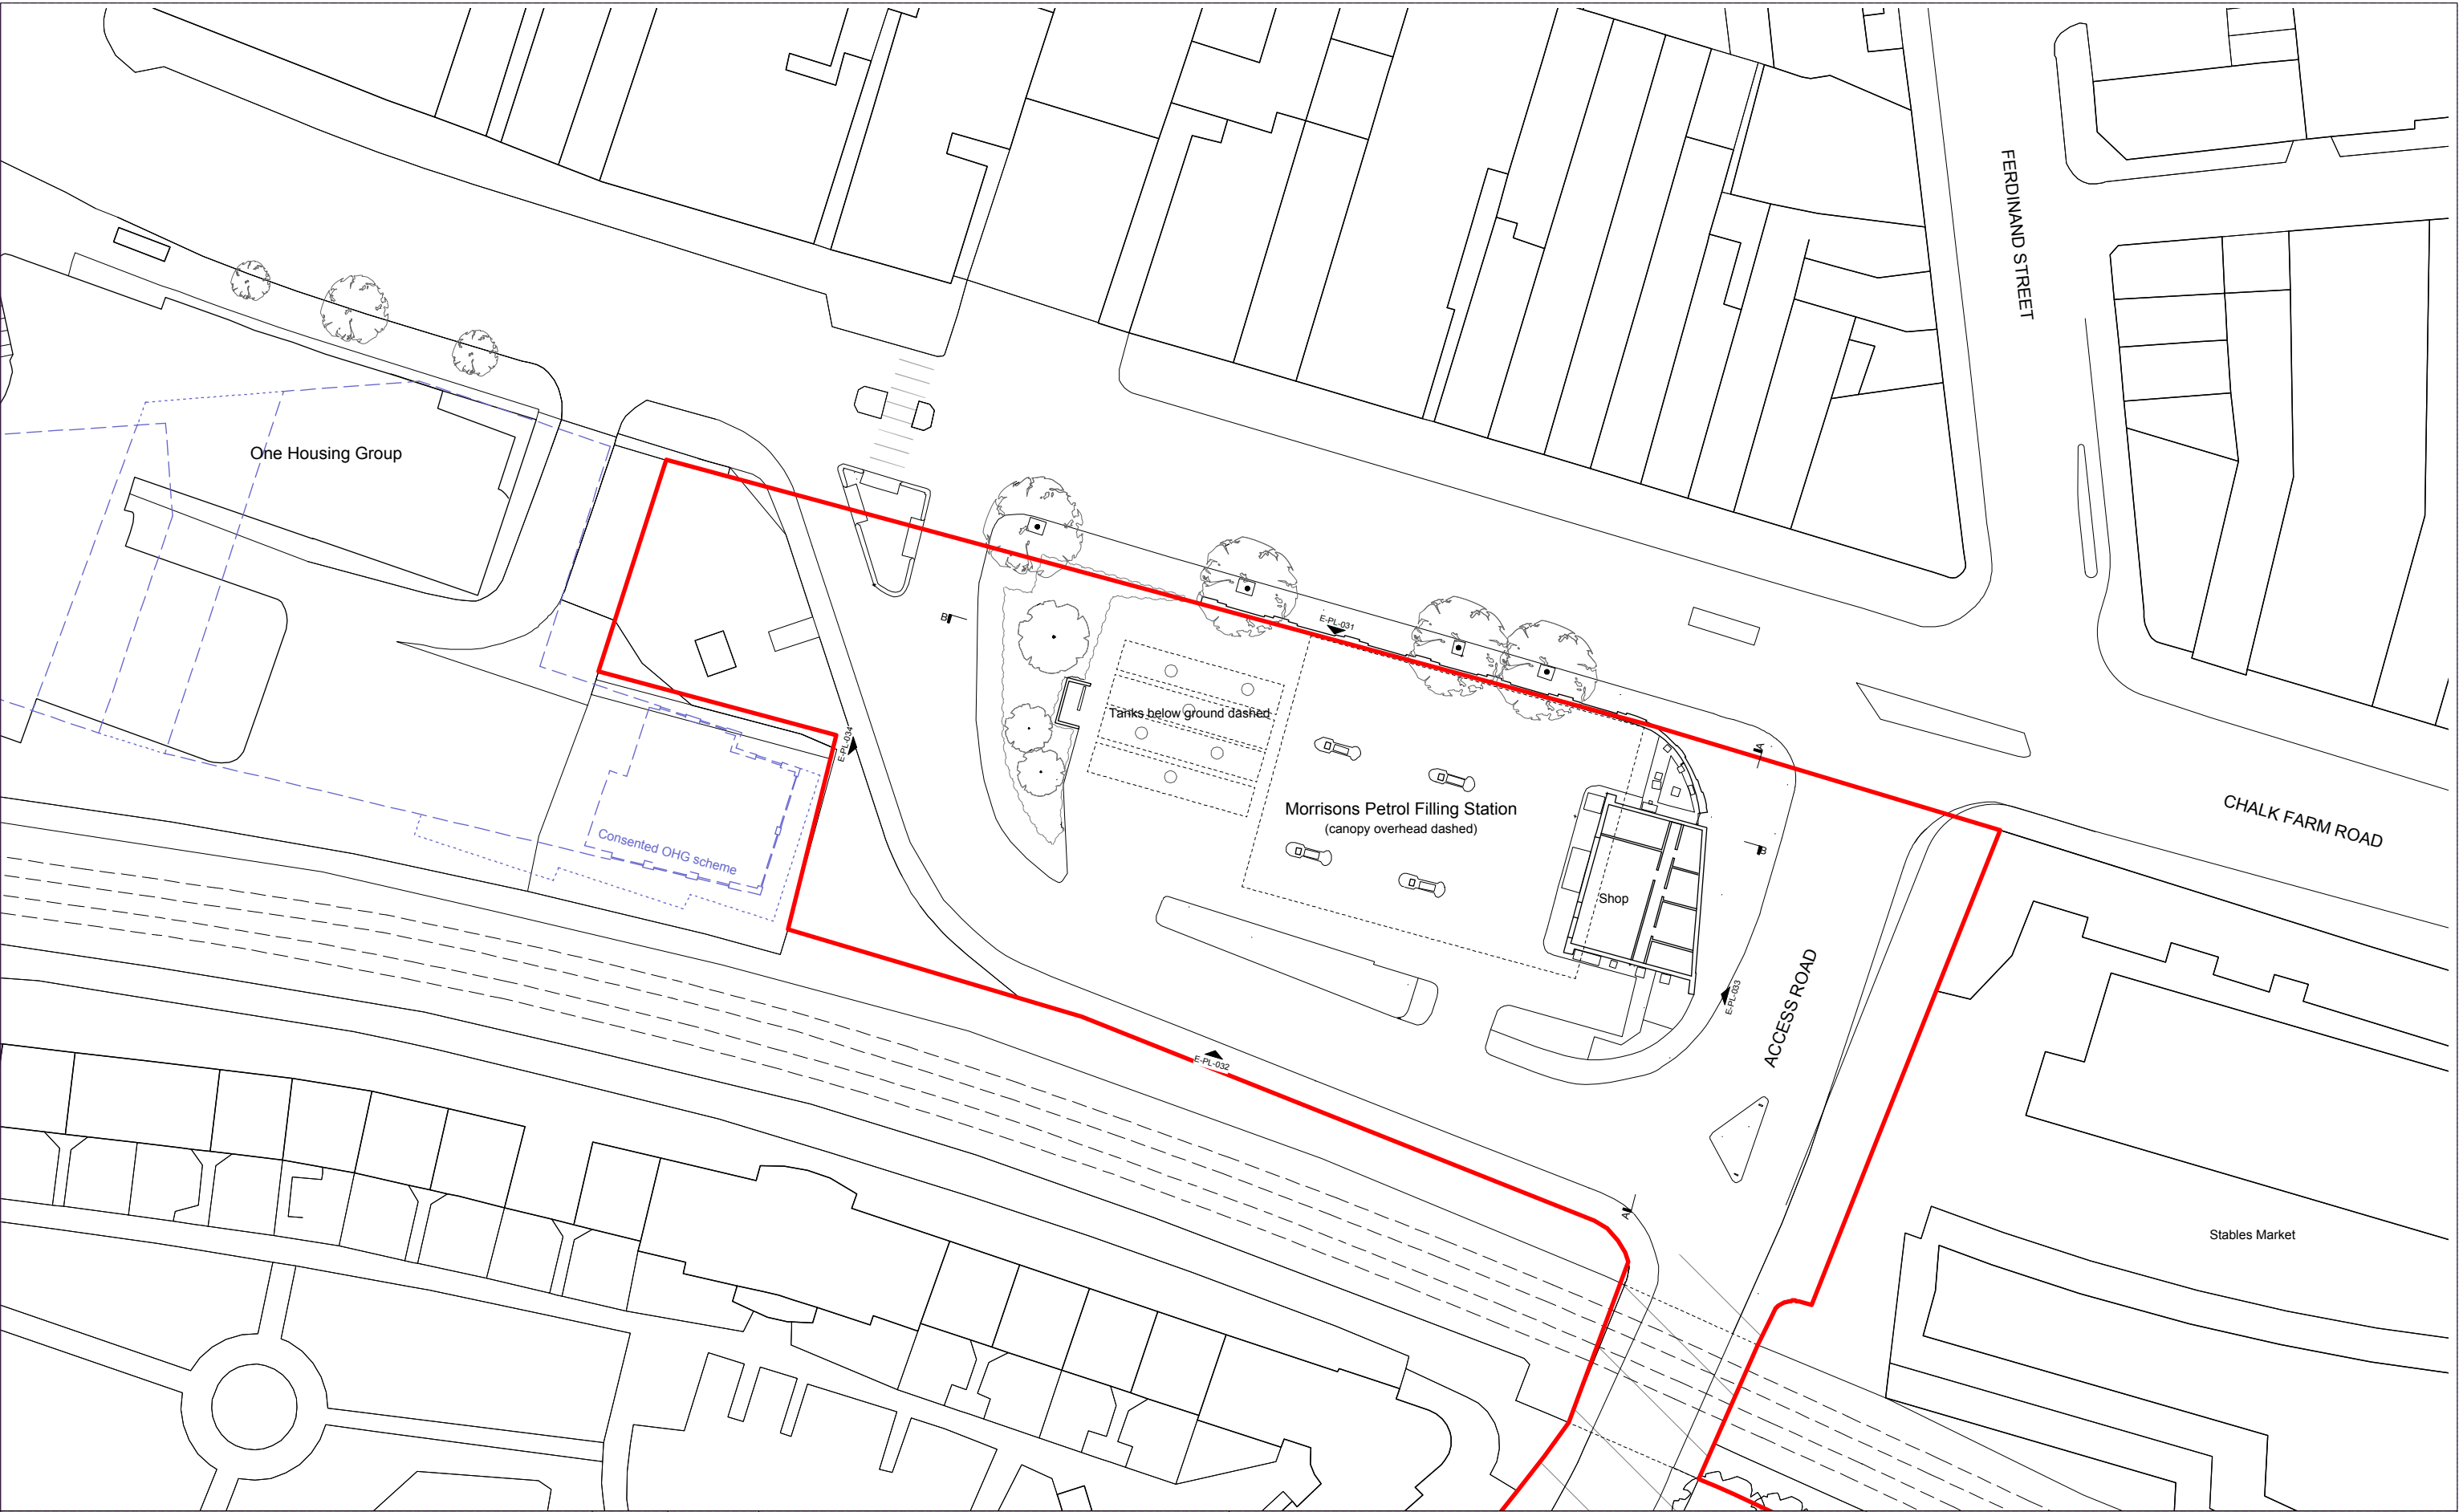 FERDINAND STREET
One Housing Group
B
E-PL-031
Tanks below ground dashed
E-PL-034
A
Morrisons Petrol Filling Station
(canopy overhead dashed)
CHALK FARM ROAD
Consented OHG scheme
B
Shop
E-PL-033
ACCESS ROAD
E-PL-032
A
Stables Market